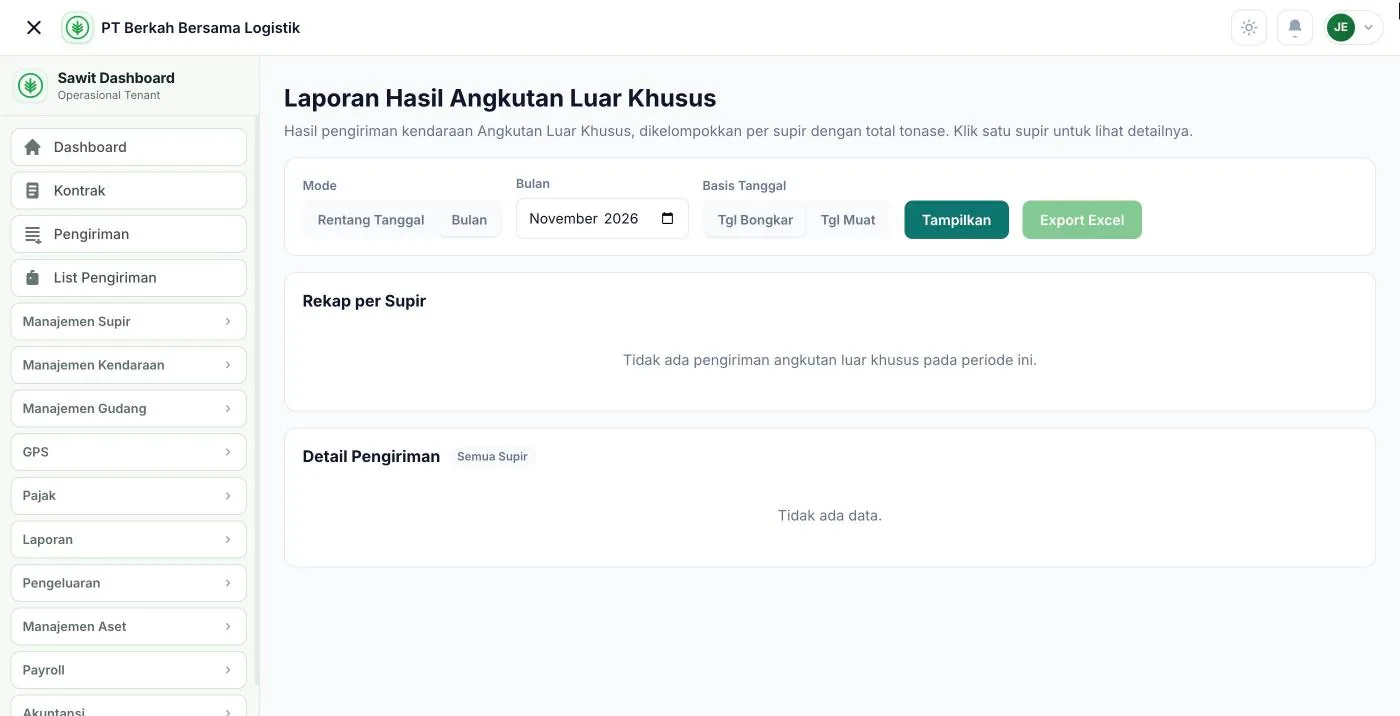 PT Berkah Bersama Logistik
JE
Sawit Dashboard
Operasional Tenant
Dashboard
Kontrak
Pengiriman
List Pengiriman
Manajemen Supir
Manajemen Kendaraan
Manajemen Gudang
GPS
Pajak
Laporan
Pengeluaran
Manajemen Aset
Payroll
Akuntansi
Laporan Hasil Angkutan Luar Khusus
Hasil pengiriman kendaraan Angkutan Luar Khusus, dikelompokkan per supir dengan total tonase. Klik satu supir untuk lihat detailnya.
Mode
Bulan
Basis Tanggal
Rentang Tanggal
Bulan
November 2026
Tgl Bongkar
Tgl Muat
Tampilkan
Export Excel
Rekap per Supir
Tidak ada pengiriman angkutan luar khusus pada periode ini.
Detail Pengiriman
Semua Supir
Tidak ada data.